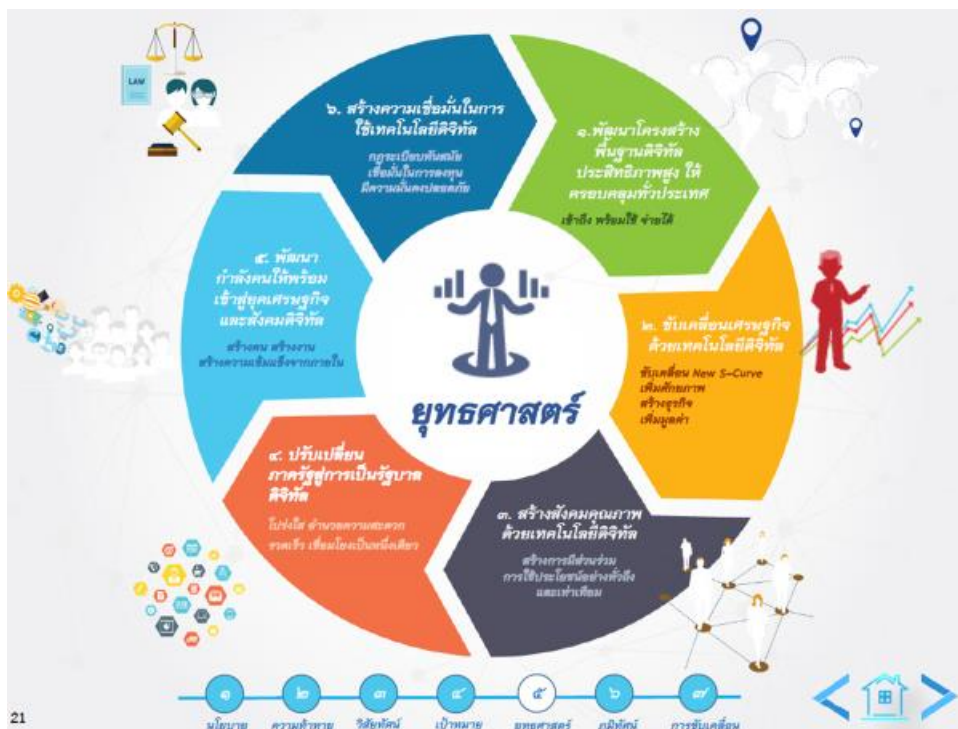 LAW
๑.พัฒนาโครงสร้าง
พื้นฐานดิจิทัล
ประสิทธิภาพสูง ให้
ครอบคลุมทั่วประเทศ
เข้าถึง พร้อมใช้ จ่ายได้
๒. ขับเคลื่อนเศรษฐกิจ
ด้วยเทคโนโลยีดิจิทัล
ขับเคลื่อน New S-Curve
เพิ่มศักยภาพ
สร้างธุรกิจ
เพิ่มมูลค่า
๓. สร้างสังคมคุณภาพ
ด้วยเทคโนโลยีดิจิทัล
สร้างการมีส่วนร่วม
การใช้ประโยชน์อย่างทั่วถึง
และเท่าเทียม
๔. ปรับเปลี่ยน
ภาครัฐสู่การเป็นรัฐบาล
ดิจิทัล
โปร่งใส อำนวยความสะดวก
รวดเร็ว เชื่อมโยงเป็นหนึ่งเดียว
๕. พัฒนา
กำลังคนให้พร้อม
เข้าสู่ยุคเศรษฐกิจ
และสังคมดิจิทัล
สร้างคน สร้างงาน
สร้างความเข้มแข็งจากภายใน
๖. สร้างความเชื่อมั่นในการ
ใช้เทคโนโลยีดิจิทัล
กฎระเบียบทันสมัย
เชื่อมั่นในการลงทุน
มีความมั่นคงปลอดภัย
ยุทธศาสตร์
๑ ๒ ๓ ๔ ๕ ๖ ๗
นโยบาย ความท้าทาย วิสัยทัศน์ เป้าหมาย ยุทธศาสตร์ ภูมิทัศน์ การขับเคลื่อน
21